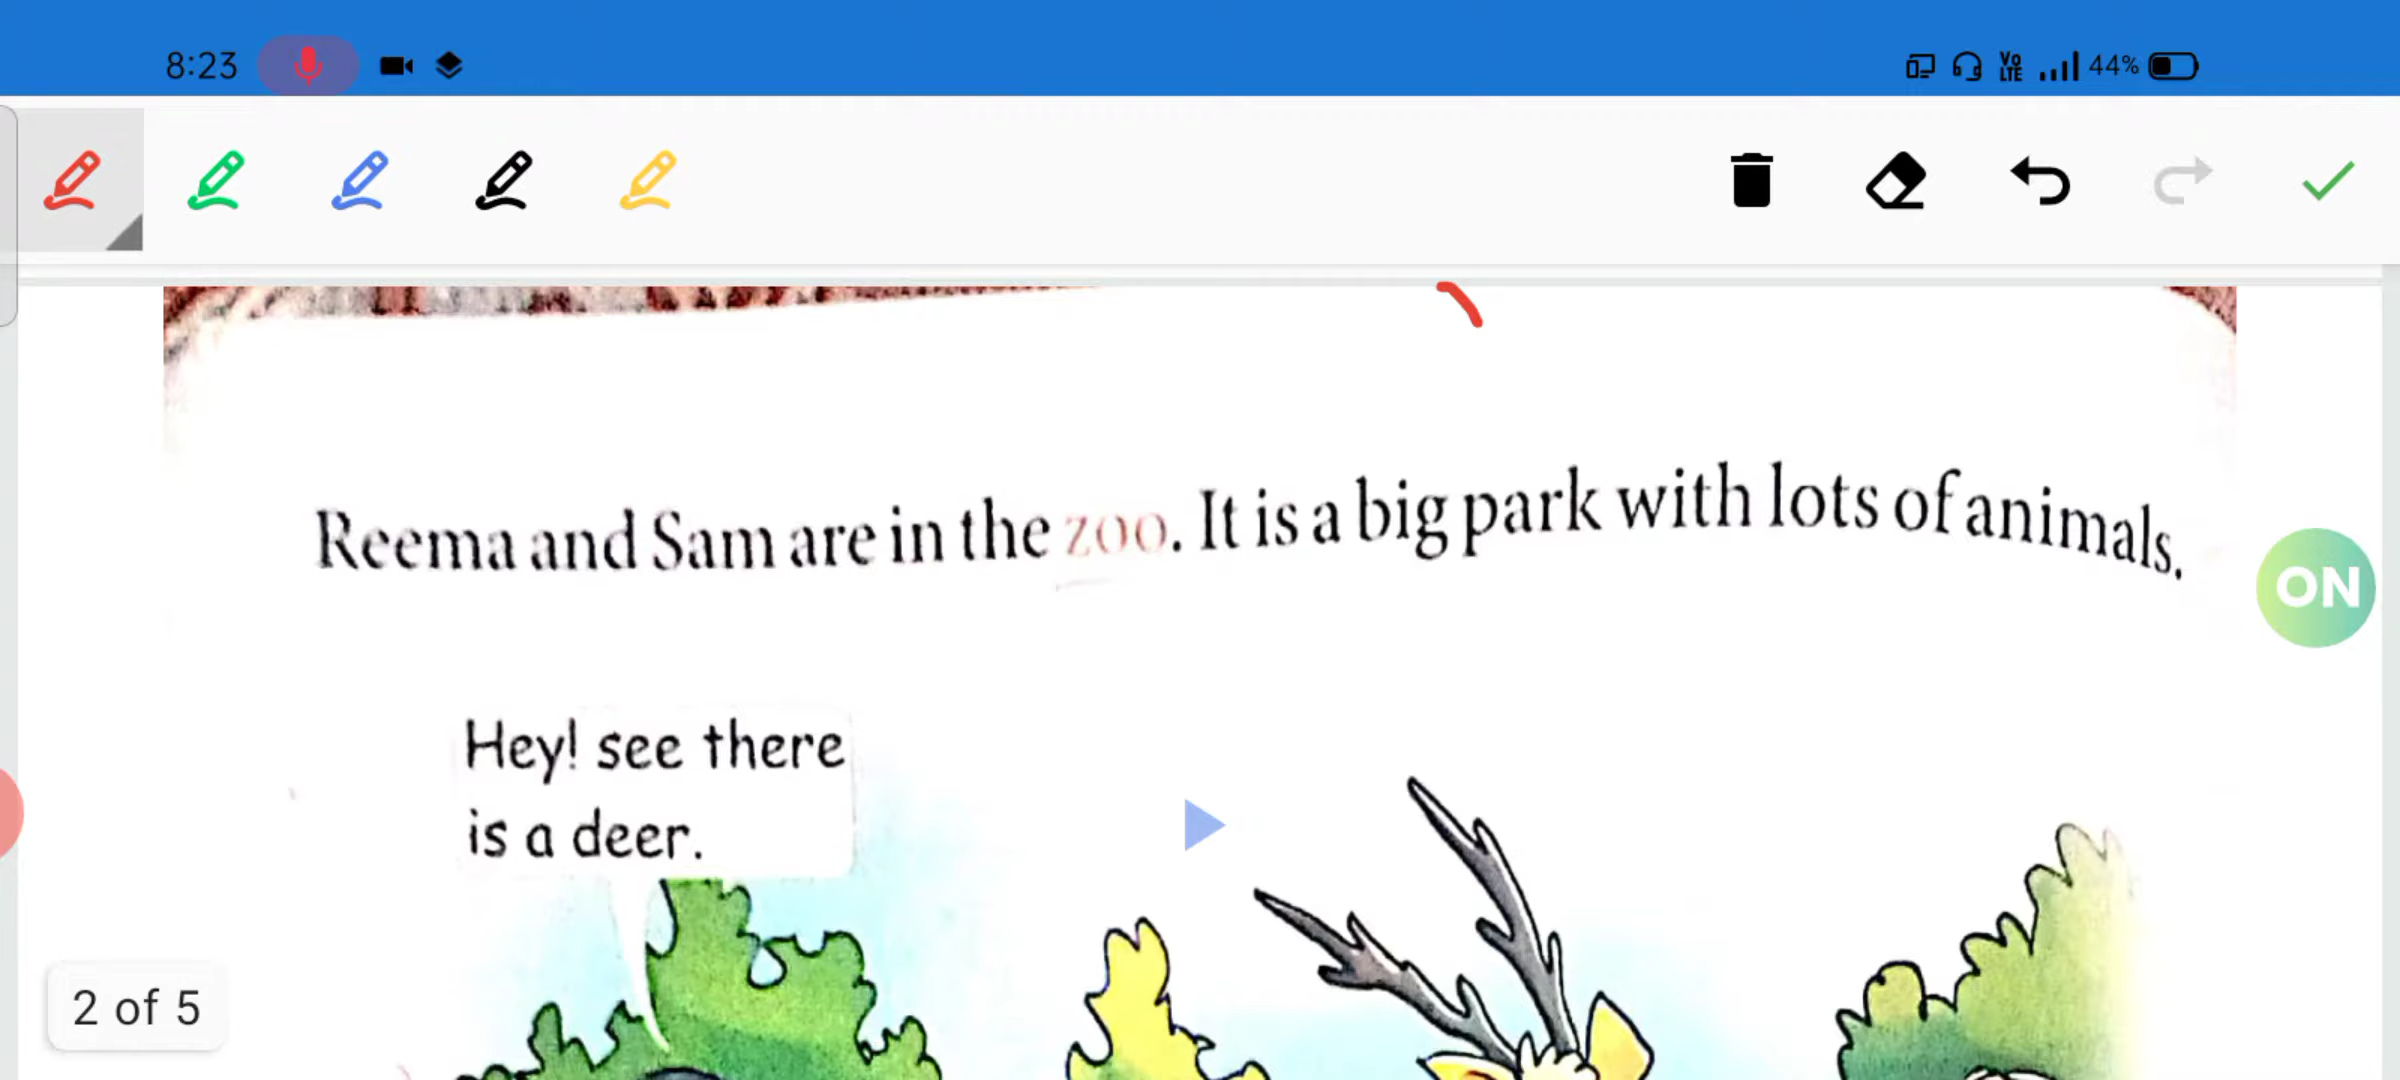 8:23
VoLTE 44%
Reema and Sam are in the zoo. It is a big park with lots of animals.
ON
Hey! see there
is a deer.
2 of 5